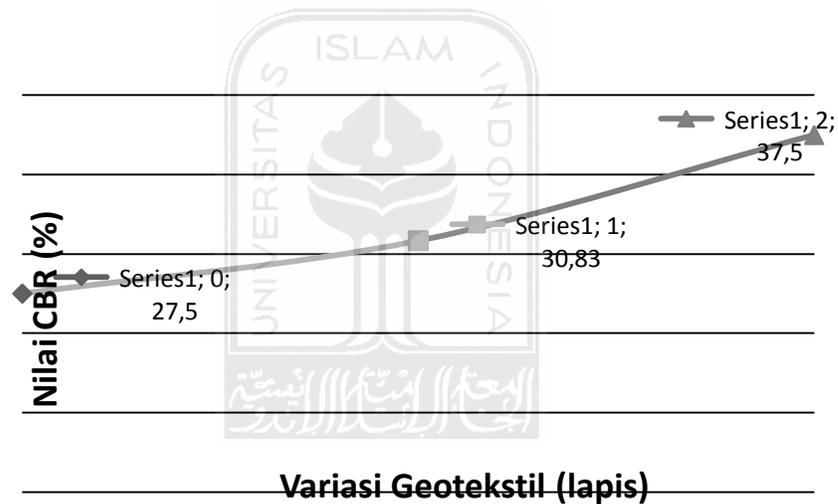 ISLAM
UNIVERSITAS
INDONESIA
Series1; 2;
37,5
Series1; 1;
30,83
Series1; 0;
27,5
Nilai CBR (%)
Variasi Geotekstil (lapis)